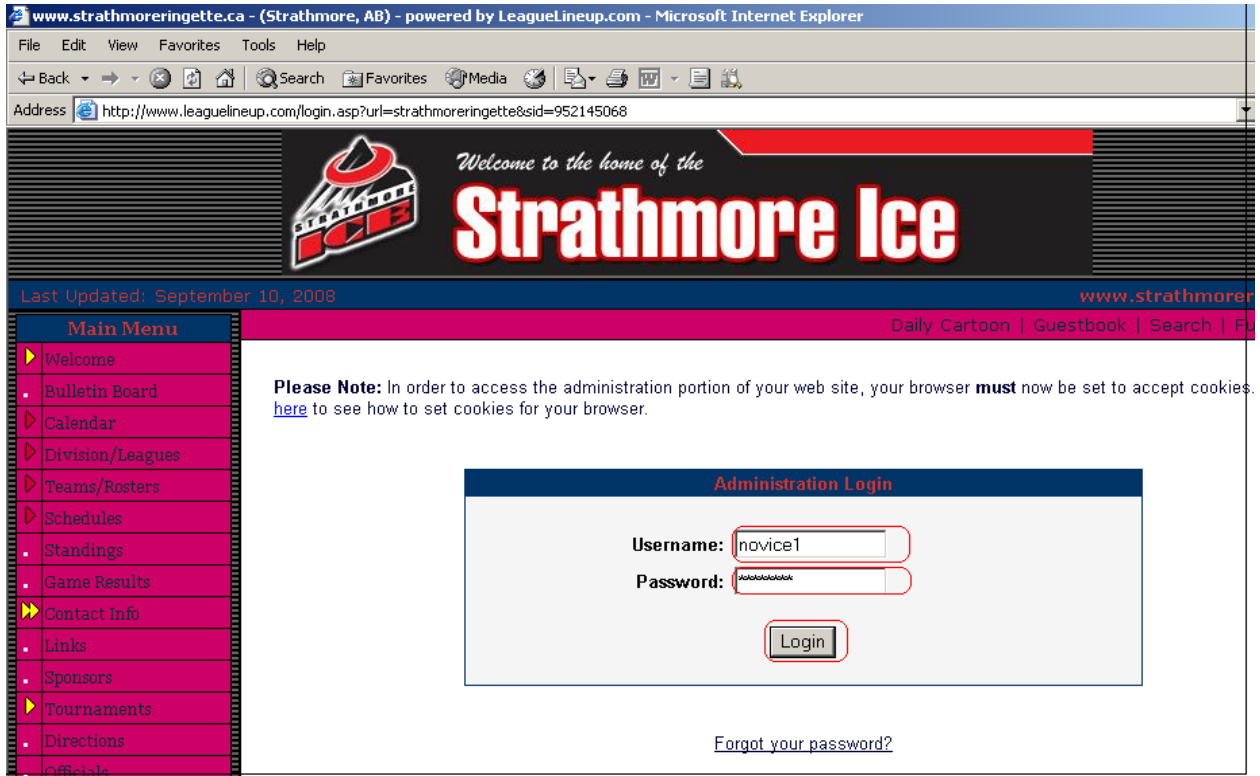 www.strathmoreringette.ca - (Strathmore, AB) - powered by LeagueLineup.com - Microsoft Internet Explorer
File Edit View Favorites Tools Help
Back Search Favorites Media
Address http://www.leaguelineup.com/login.asp?url=strathmoreringette&sid=952145068
STRATHMORE
ICE
Welcome to the home of the
Strathmore Ice
Last Updated: September 10, 2008 www.strathmorer
Main Menu
Daily Cartoon | Guestbook | Search | Fu
Welcome
Bulletin Board
Calendar
Division/Leagues
Teams/Rosters
Schedules
Standings
Game Results
Contact Info
Links
Sponsors
Tournaments
Directions
Officials
Please Note: In order to access the administration portion of your web site, your browser must now be set to accept cookies.
here to see how to set cookies for your browser.
Administration Login
Username: novice1
Password: **********
Login
Forgot your password?